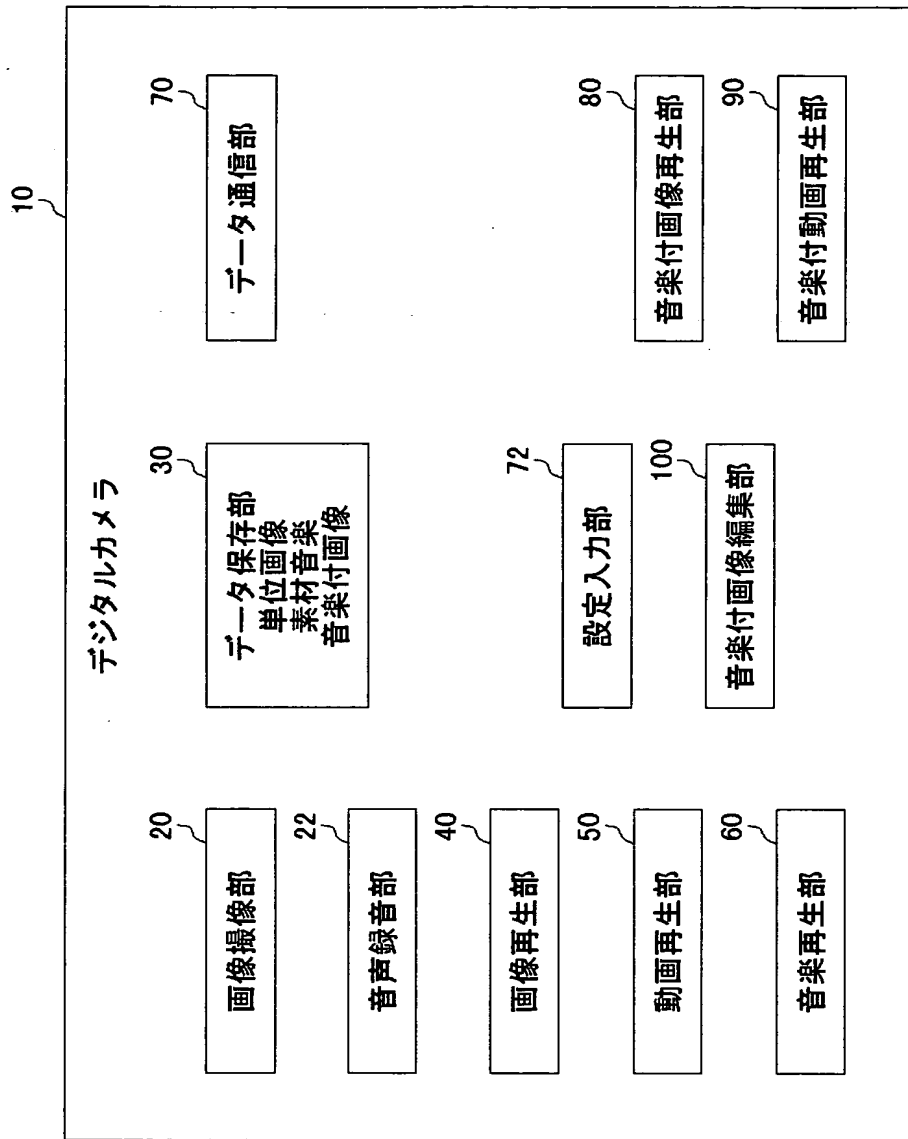 10
デジタルカメラ
20
画像撮像部
22
音声録音部
40
画像再生部
50
動画再生部
60
音楽再生部
30
データ保存部
単位画像
素材音楽
音楽付画像
72
設定入力部
100
音楽付画像編集部
70
データ通信部
80
音楽付画像再生部
90
音楽付動画再生部